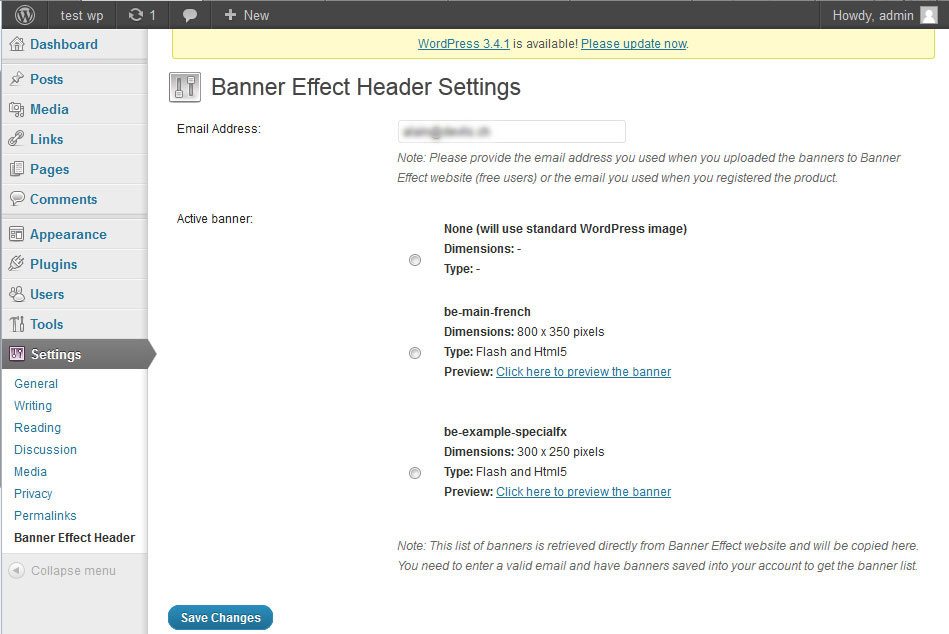 test wp 1 New Howdy, admin
WordPress 3.4.1 is available! Please update now.
Dashboard
Posts
Media
Links
Pages
Comments
Appearance
Plugins
Users
Tools
Settings
General
Writing
Reading
Discussion
Media
Privacy
Permalinks
Banner Effect Header
Collapse menu
Banner Effect Header Settings
Email Address:
Note: Please provide the email address you used when you uploaded the banners to Banner
Effect website (free users) or the email you used when you registered the product.
Active banner:
None (will use standard WordPress image)
Dimensions: -
Type: -
be-main-french
Dimensions: 800 x 350 pixels
Type: Flash and Html5
Preview: Click here to preview the banner
be-example-specialfx
Dimensions: 300 x 250 pixels
Type: Flash and Html5
Preview: Click here to preview the banner
Note: This list of banners is retrieved directly from Banner Effect website and will be copied here.
You need to enter a valid email and have banners saved into your account to get the banner list.
Save Changes